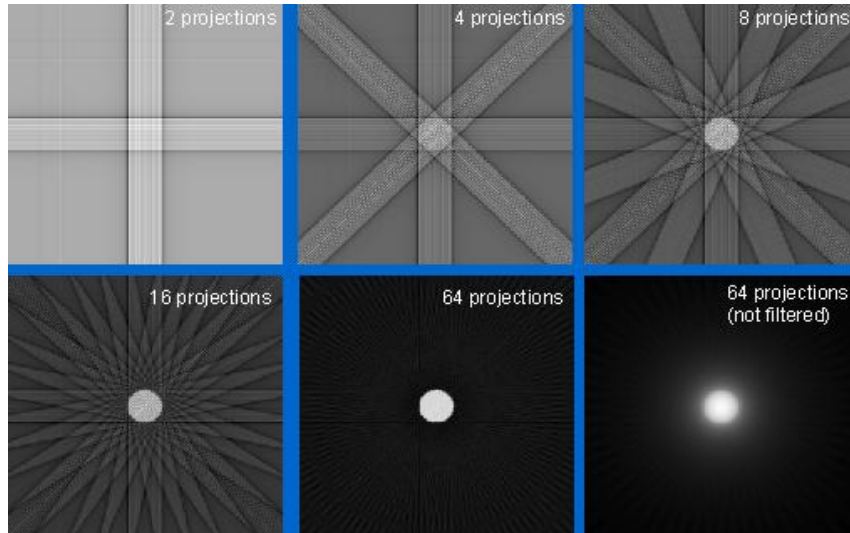 2 projections
4 projections
8 projections
16 projections
64 projections
64 projections
(not filtered)